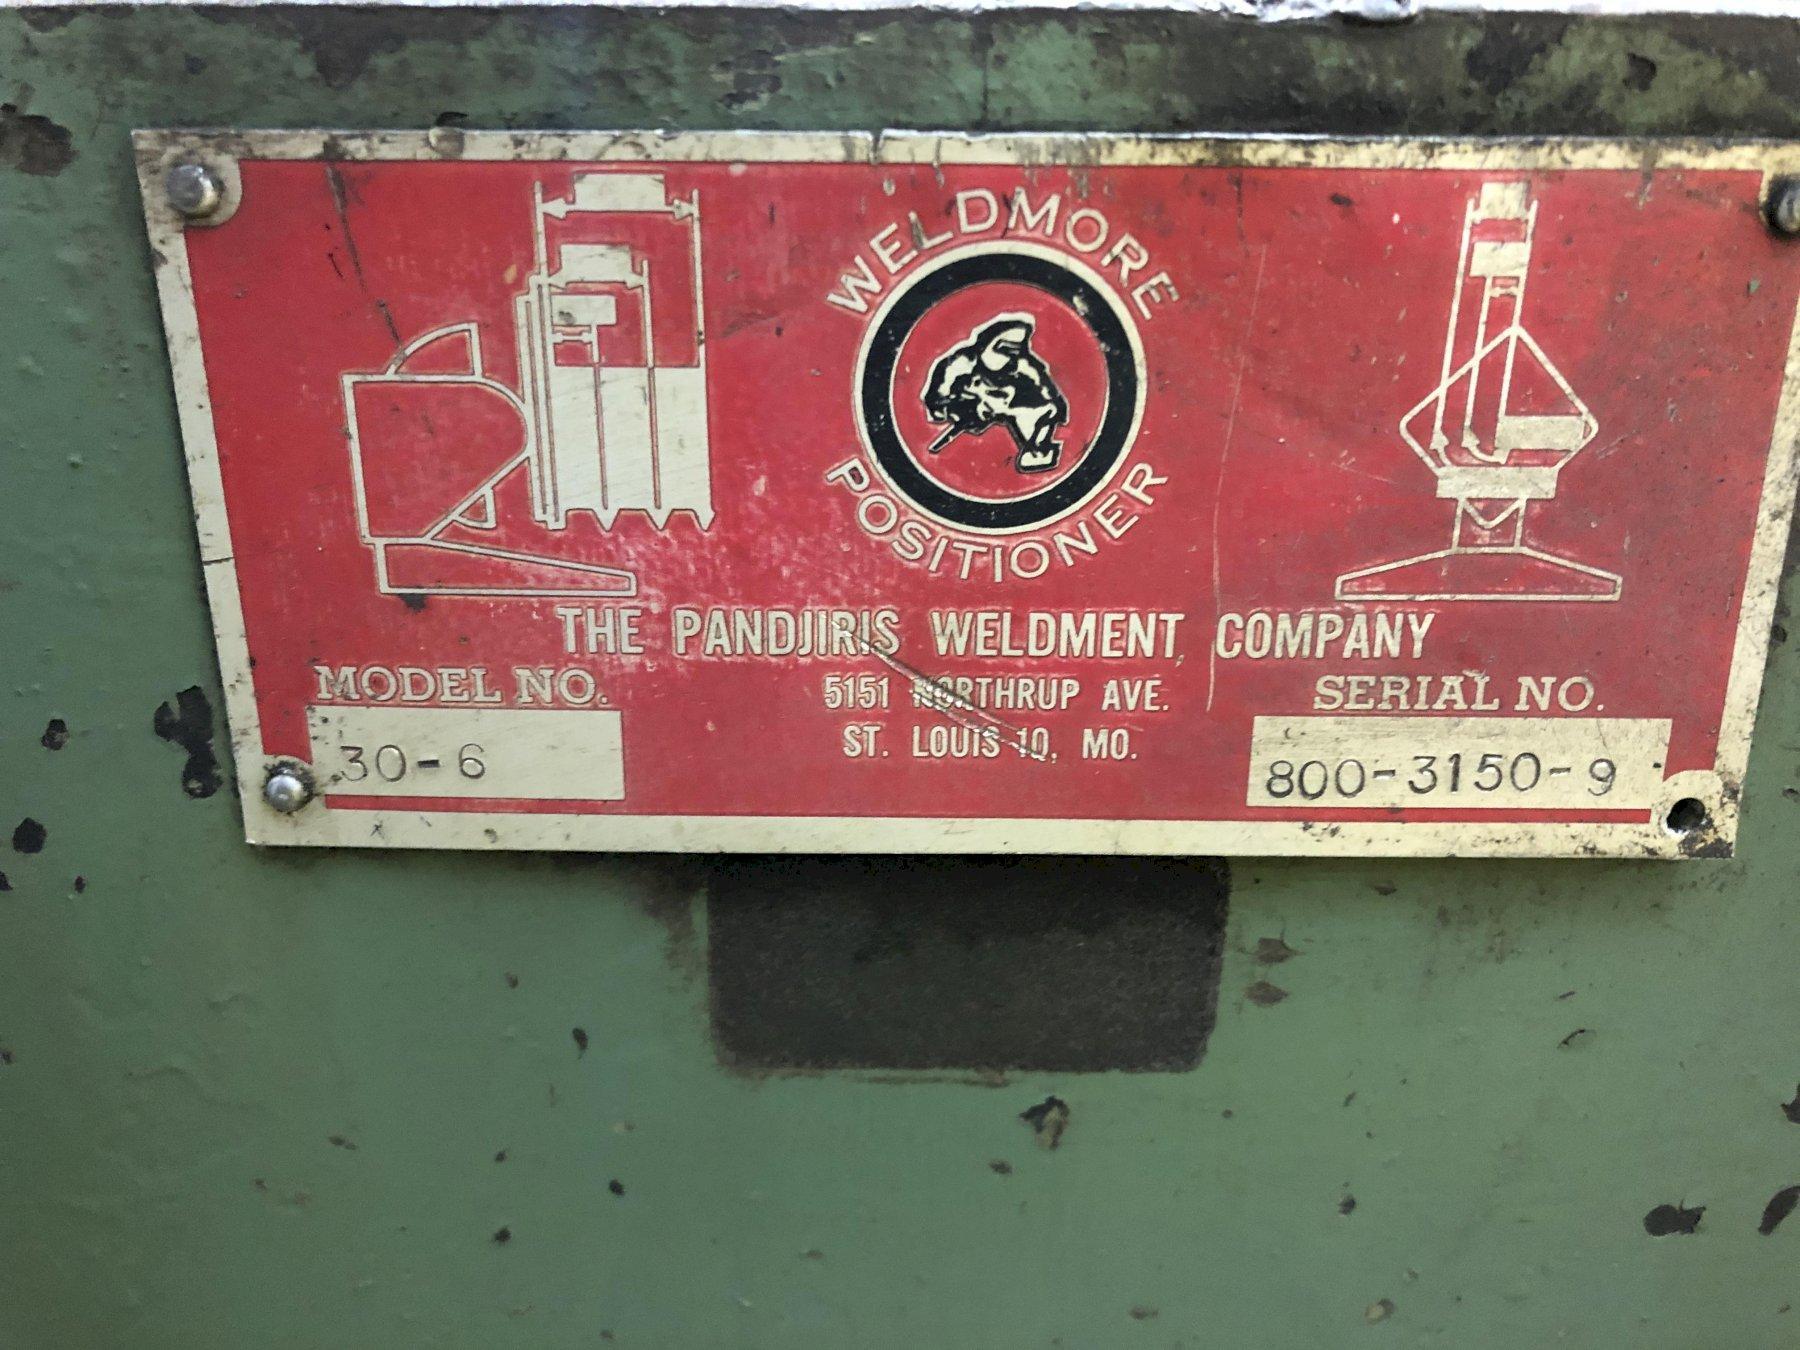 WELDMORE
POSITIONER
THE PANDJIRIS WELDMENT COMPANY
5151 NORTHRUP AVE.
ST. LOUIS 10, MO.
MODEL NO.
30-6
SERIAL NO.
800-3150-9